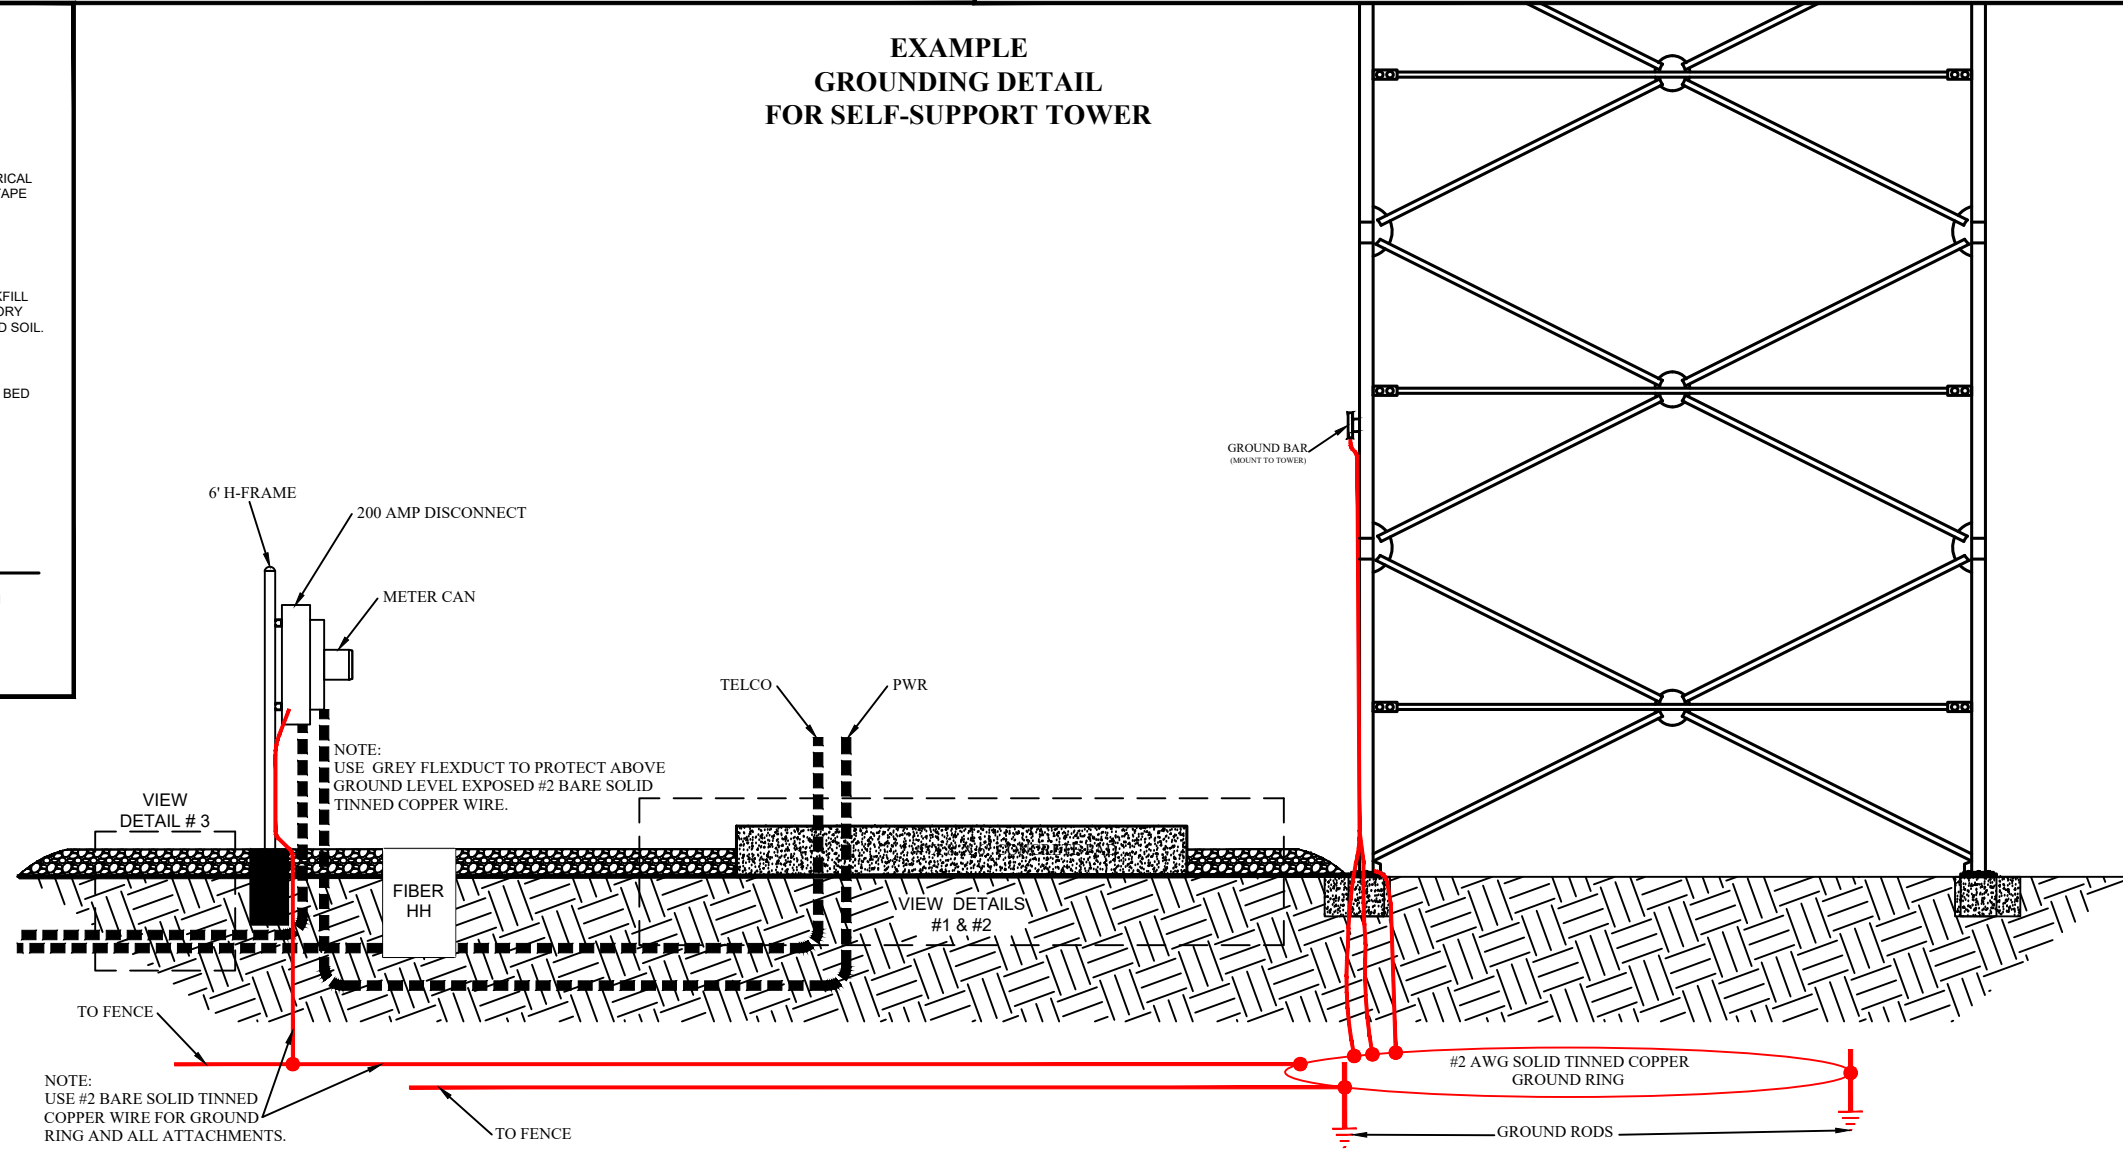 EXAMPLE
GROUNDING DETAIL
FOR SELF-SUPPORT TOWER
RICAL
TAPE
KFILL
ORY
D SOIL.
BED
GROUND BAR
(MOUNT TO TOWER)
6' H-FRAME
200 AMP DISCONNECT
METER CAN
TELCO
PWR
NOTE:
USE GREY FLEXDUCT TO PROTECT ABOVE
GROUND LEVEL EXPOSED #2 BARE SOLID
TINNED COPPER WIRE.
VIEW
DETAIL # 3
FIBER
HH
VIEW DETAILS
#1 & #2
TO FENCE
#2 AWG SOLID TINNED COPPER
GROUND RING
NOTE:
USE #2 BARE SOLID TINNED
COPPER WIRE FOR GROUND
RING AND ALL ATTACHMENTS.
TO FENCE
GROUND RODS